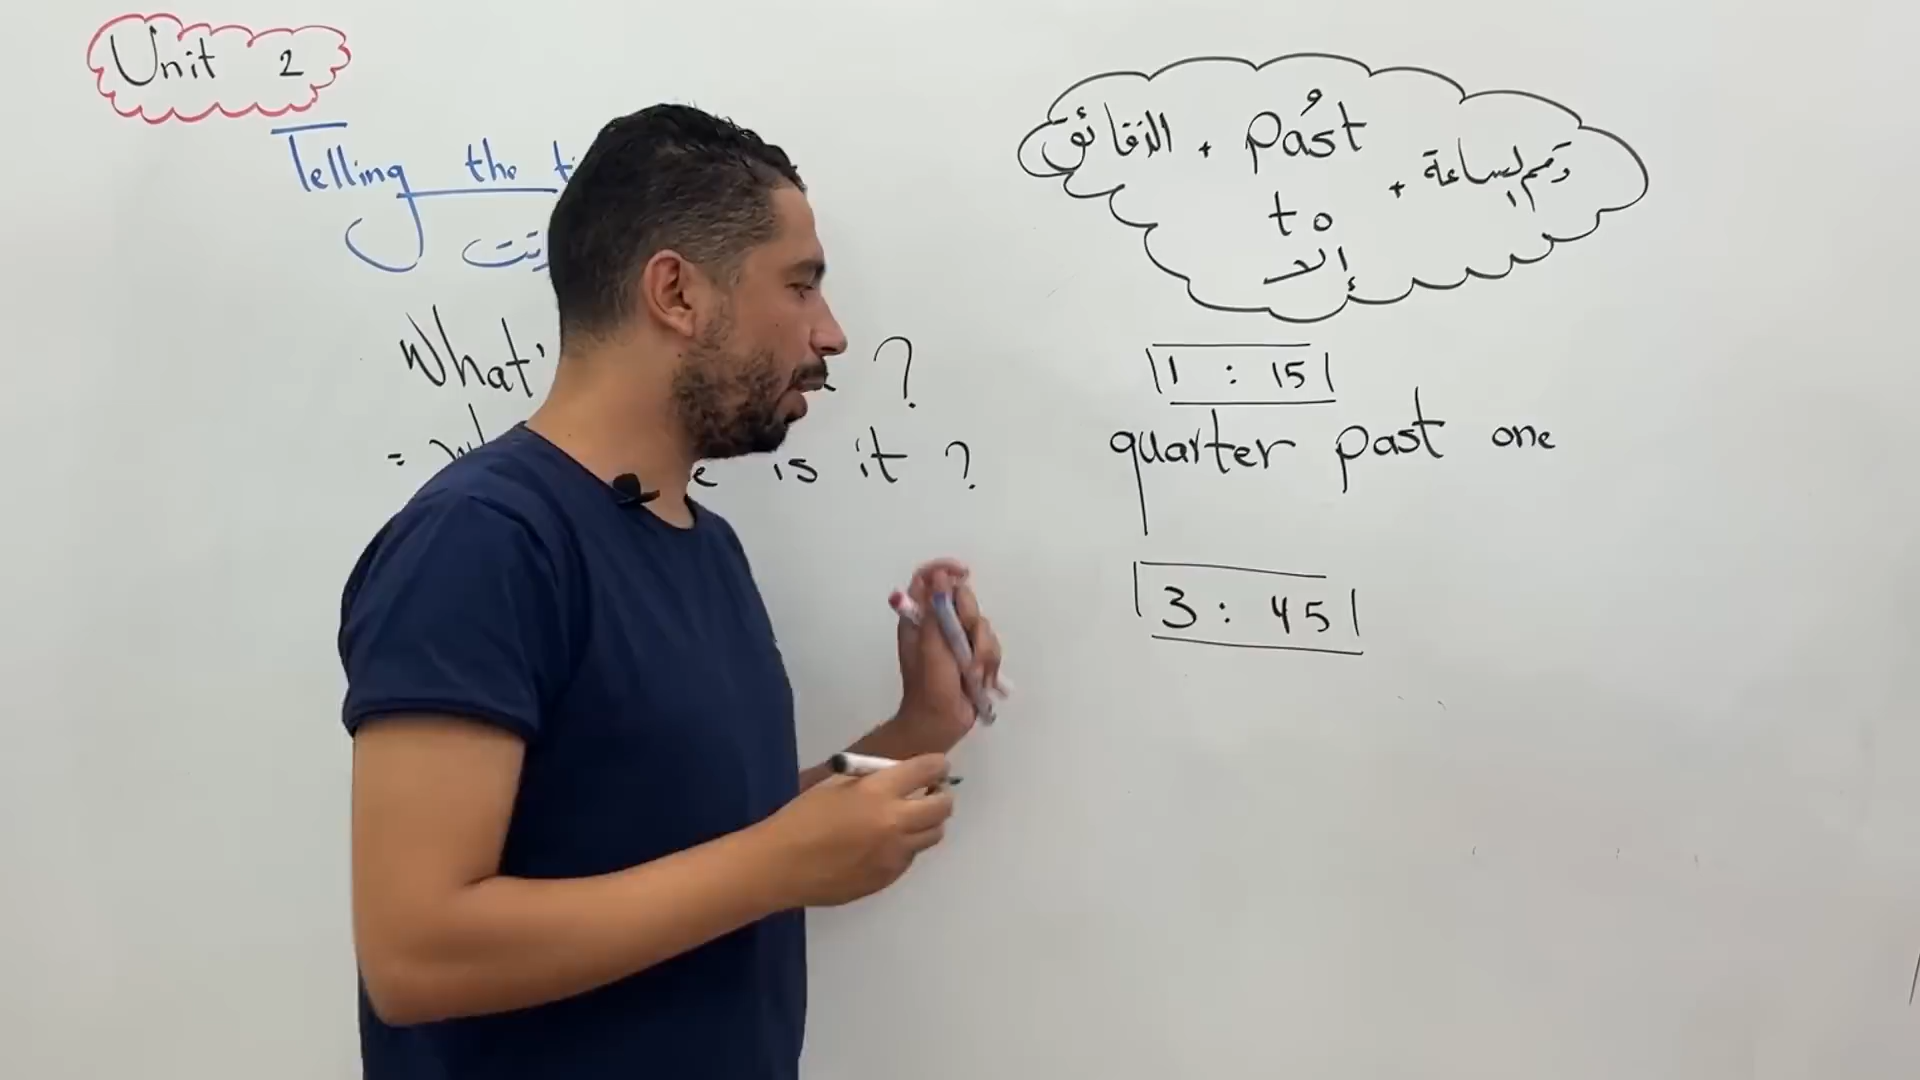 Unit 2
Telling the
What'
?
is it ?
الدقائق + past + رقم الساعة
و
to
إلا
1 : 15
quarter past one
3 : 45